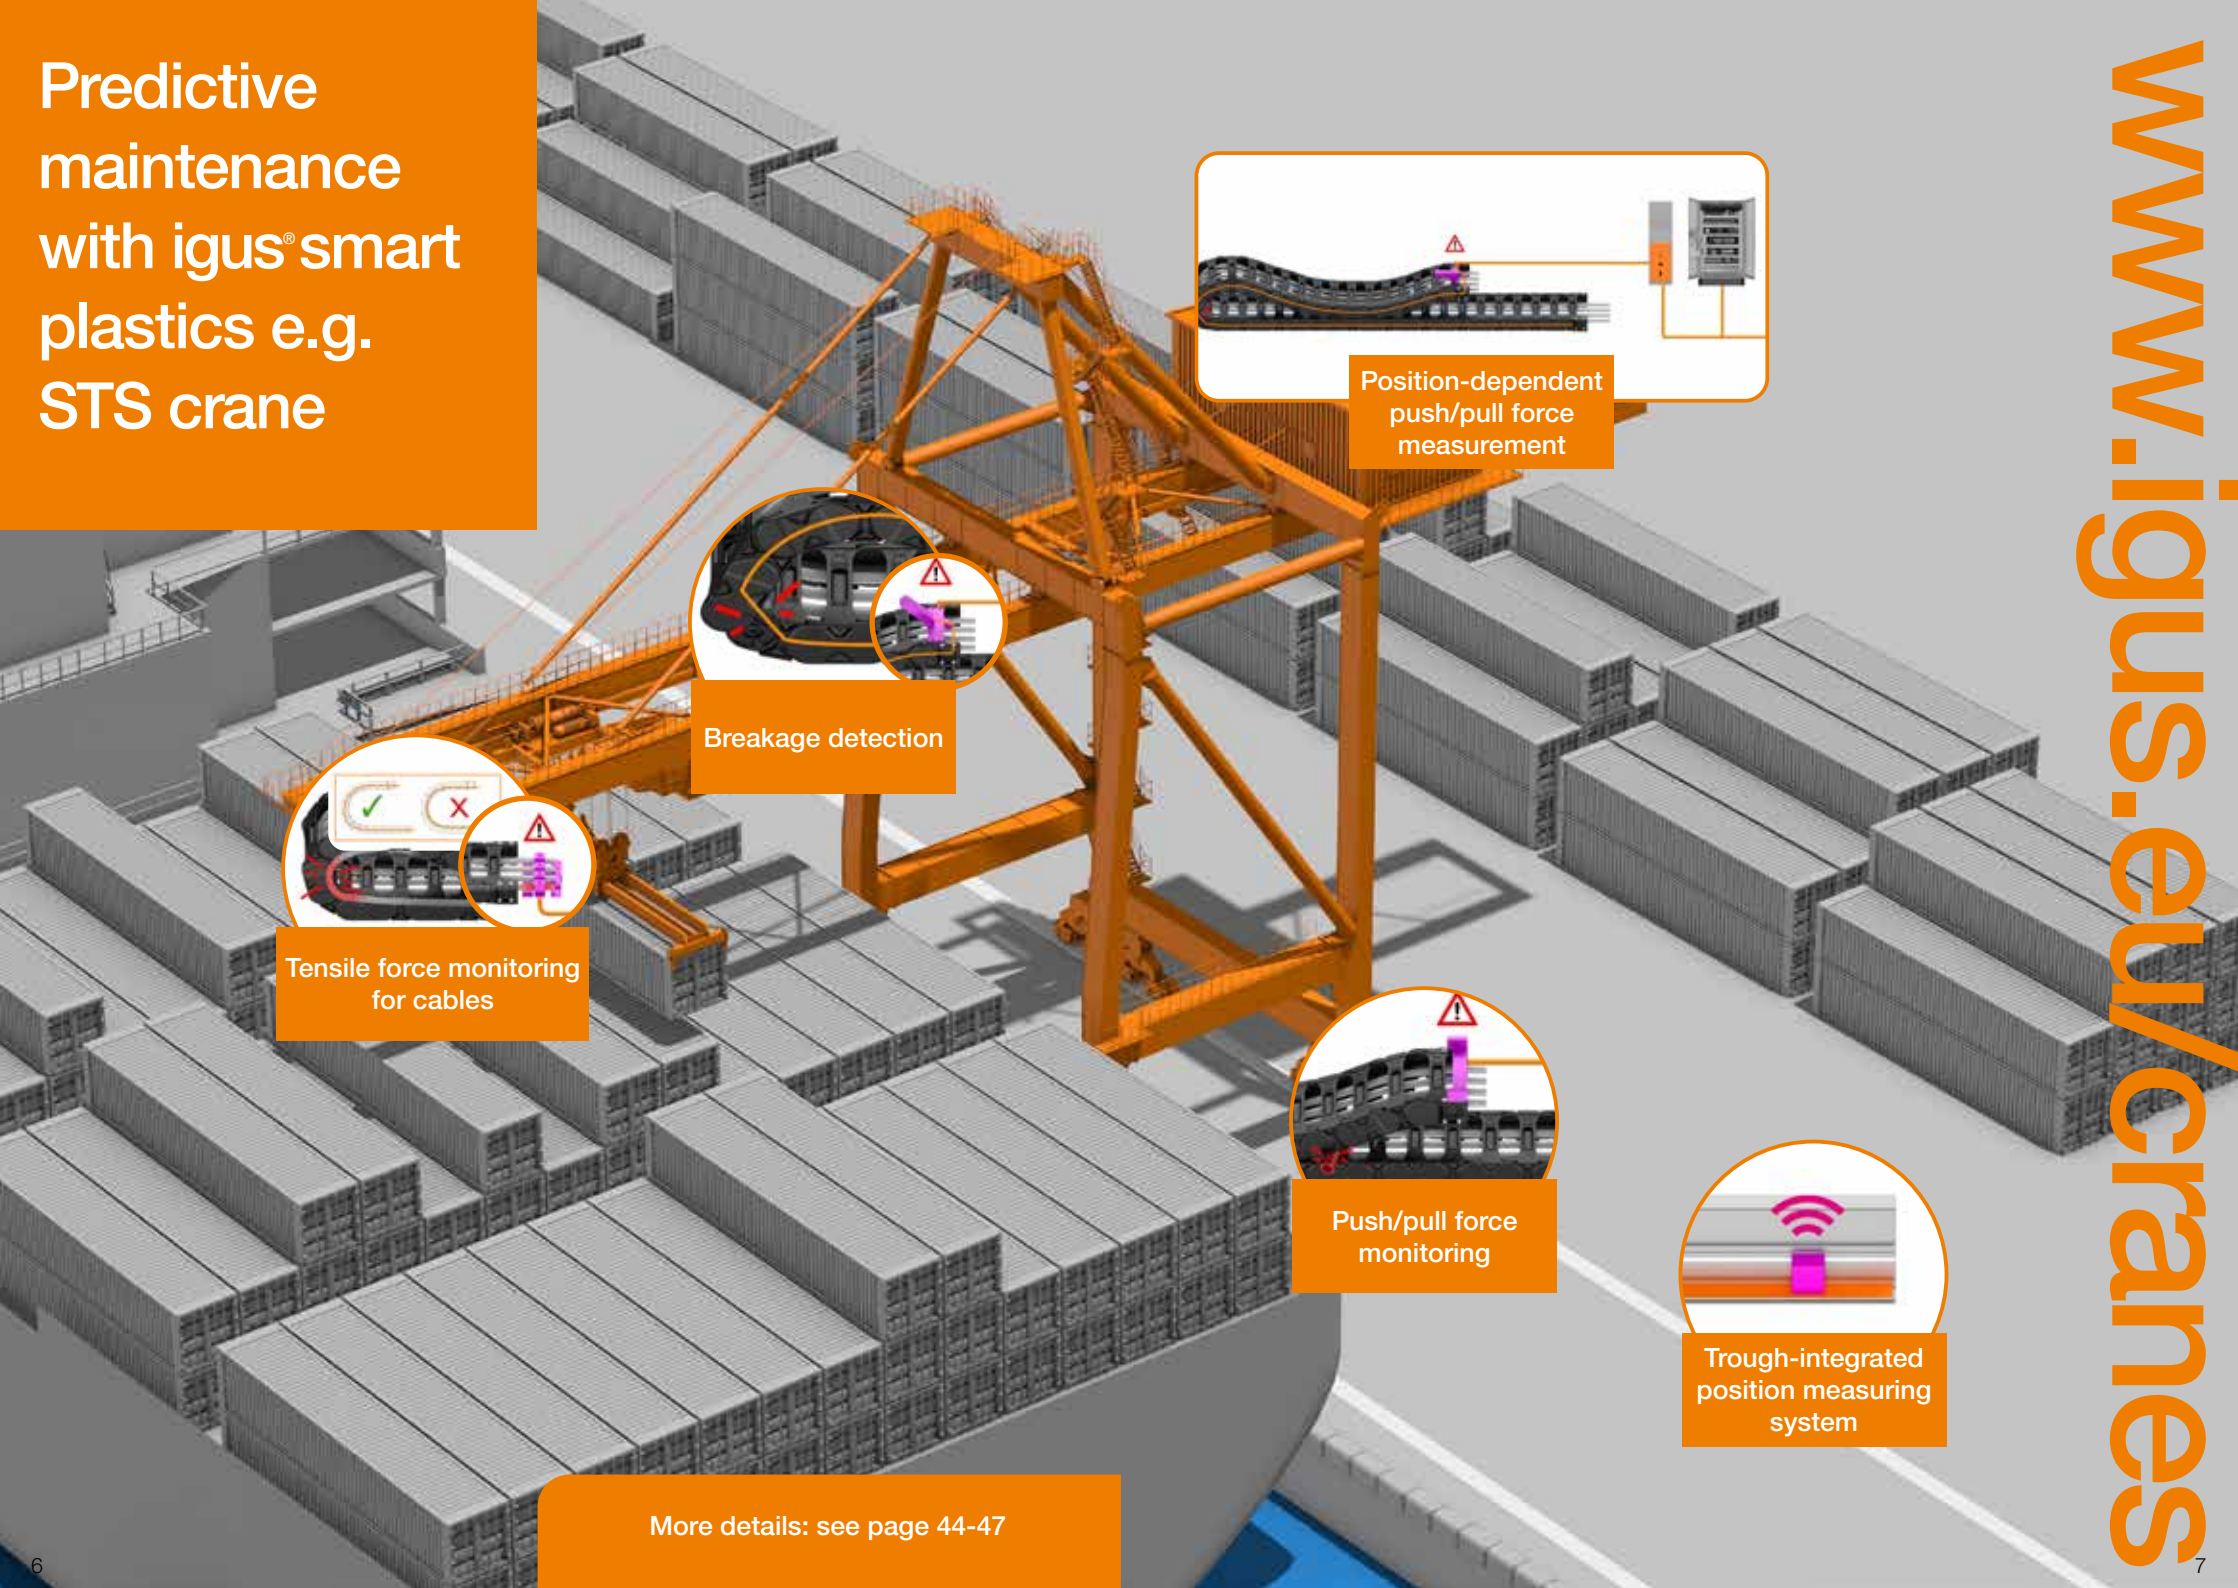 Predictive
maintenance
with igus® smart
plastics e.g.
STS crane
Position-dependent
push/pull force
measurement
Breakage detection
Tensile force monitoring
for cables
Push/pull force
monitoring
Trough-integrated
position measuring
system
More details: see page 44-47
www.igus.eu/cranes
6
7